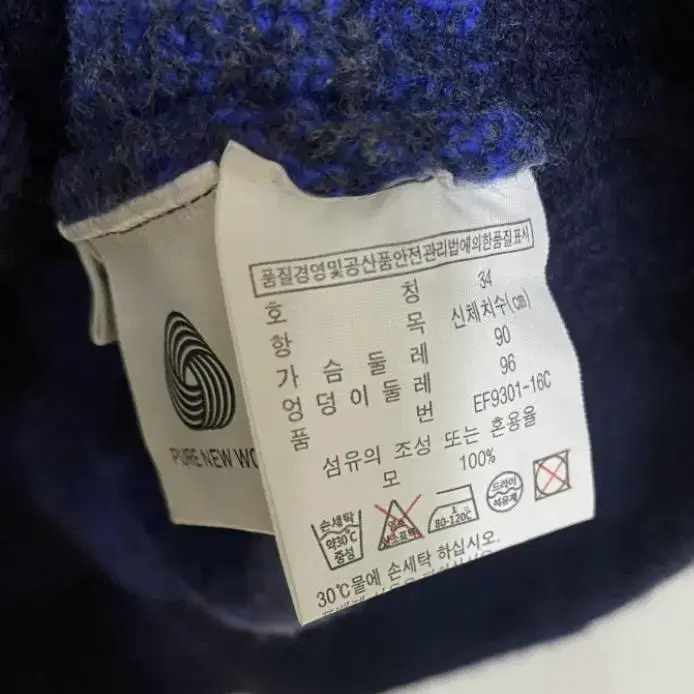 품질경영및공산품안전관리법에의한품질표시
호 칭 34
항 목 신체치수(cm)
가 슴 둘 레 90
엉 덩 이 둘 레 96
품 번 EF9301-16C
섬유의 조성 또는 혼용율
모 100%
손세탁
약30℃
중성
80-120C
드라이
석유계
30℃물에 손세탁 하십시오.
PURE NEW